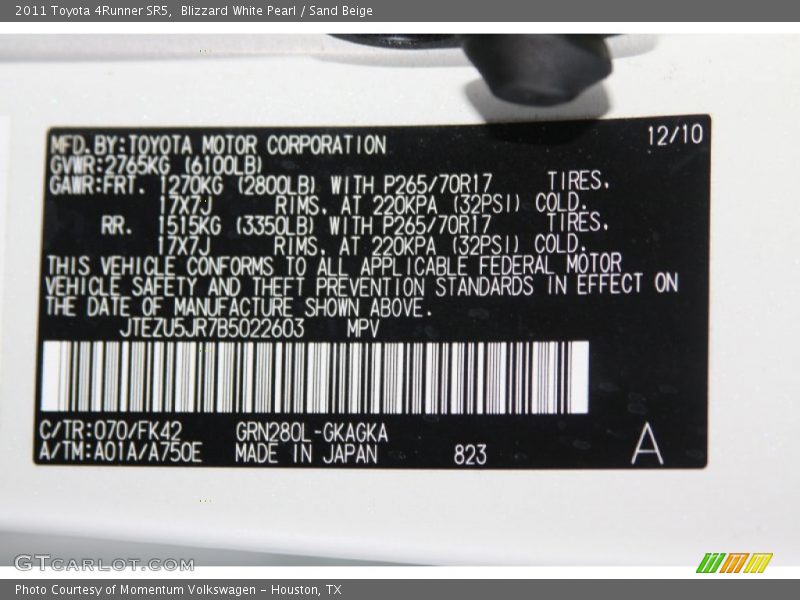 2011 Toyota 4Runner SR5,  Blizzard White Pearl / Sand Beige
MFD. BY: TOYOTA MOTOR CORPORATION 12/10
GVWR: 2765KG (6100LB)
GAWR: FRT. 1270KG (2800LB) WITH P265/70R17 TIRES,
17X7J RIMS, AT 220KPA (32PSI) COLD.
RR. 1515KG (3350LB) WITH P265/70R17 TIRES,
17X7J RIMS, AT 220KPA (32PSI) COLD.
THIS VEHICLE CONFORMS TO ALL APPLICABLE FEDERAL MOTOR
VEHICLE SAFETY AND THEFT PREVENTION STANDARDS IN EFFECT ON
THE DATE OF MANUFACTURE SHOWN ABOVE.
JTEZU5JR7B5022603 MPV
C/TR: 070/FK42 GRN280L-GKAGKA
A/TM: A01A/A750E MADE IN JAPAN 823 A
GTCARLOT.COM
Photo Courtesy of Momentum Volkswagen - Houston, TX